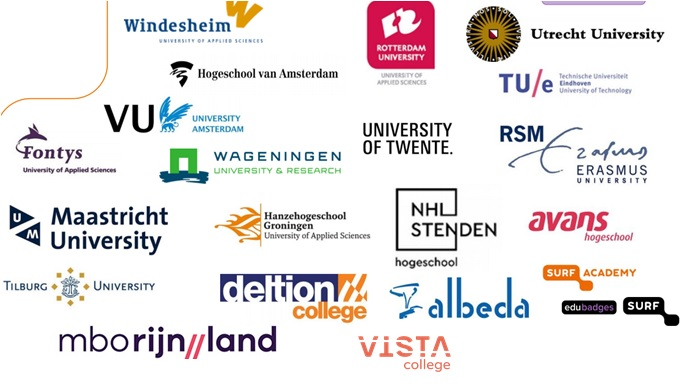 Windesheim
UNIVERSITY OF APPLIED SCIENCES
ROTTERDAM
UNIVERSITY
UNIVERSITY OF
APPLIED SCIENCES
Utrecht University
Hogeschool van Amsterdam
TU/e
Technische Universiteit
Eindhoven
University of Technology
VU
UNIVERSITY
AMSTERDAM
Fontys
University of Applied Sciences
WAGENINGEN
UNIVERSITY & RESEARCH
UNIVERSITY
OF TWENTE.
RSM
Erasmus
ERASMUS
UNIVERSITY
UM
Maastricht
University
Hanzehogeschool
Groningen
University of Applied Sciences
NHL
STENDEN
hogeschool
avans
hogeschool
TILBURG UNIVERSITY
deltion
college
albeda
SURF ACADEMY
edubadges
SURF
mborijn//land
VISTA
college